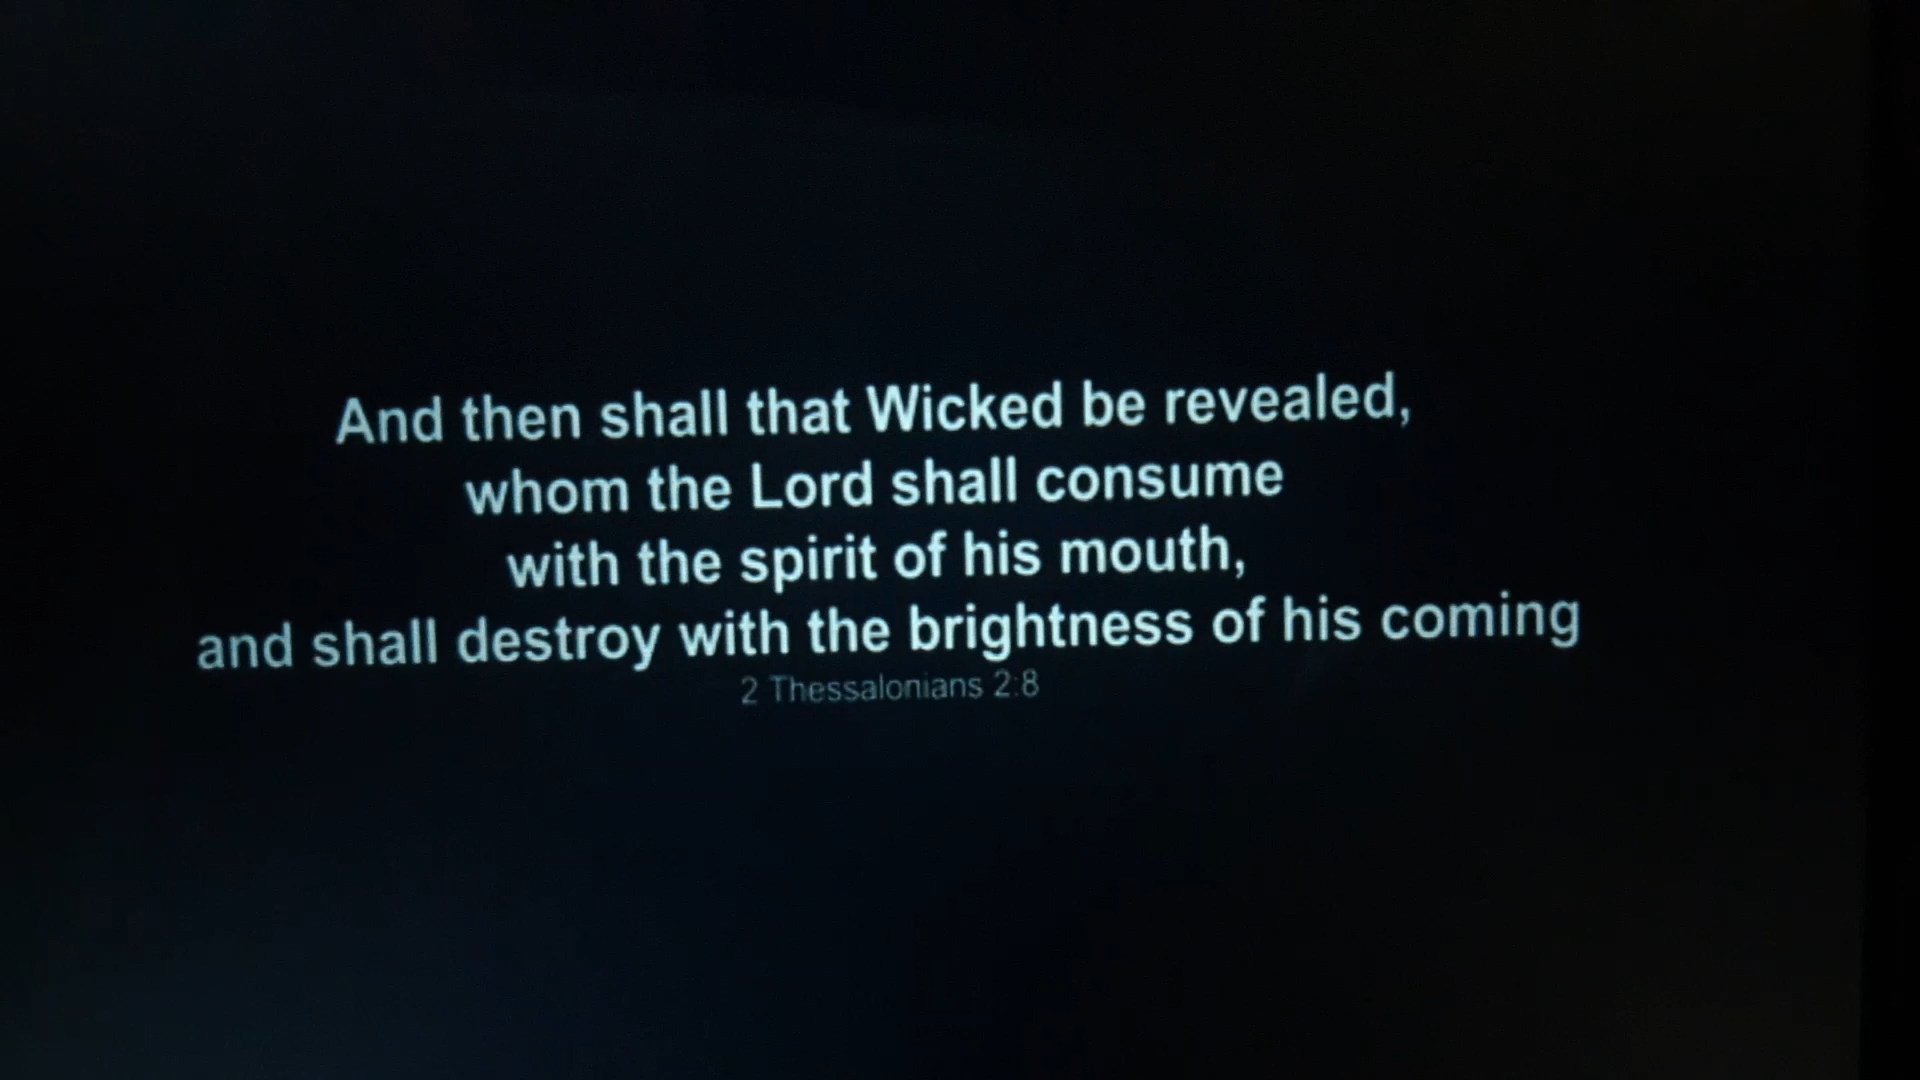 And then shall that Wicked be revealed,
whom the Lord shall consume
with the spirit of his mouth,
and shall destroy with the brightness of his coming
2 Thessalonians 2:8